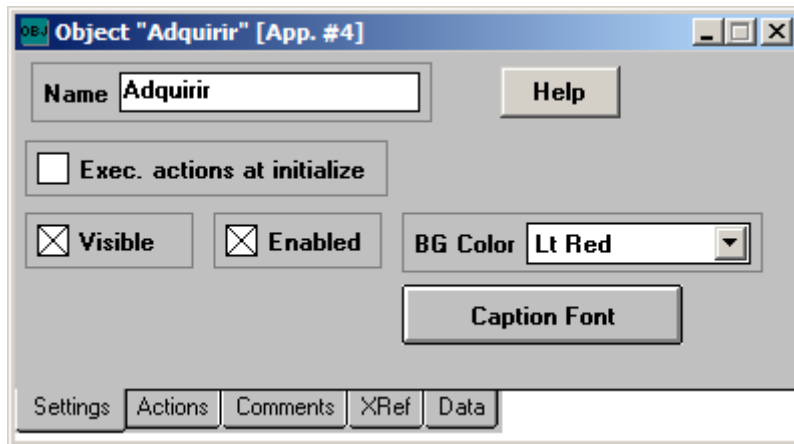 OBJ Object "Adquirir" [App. #4]
Name Adquirir Help
Exec. actions at initialize
Visible Enabled BG Color Lt Red
Caption Font
Settings Actions Comments XRef Data